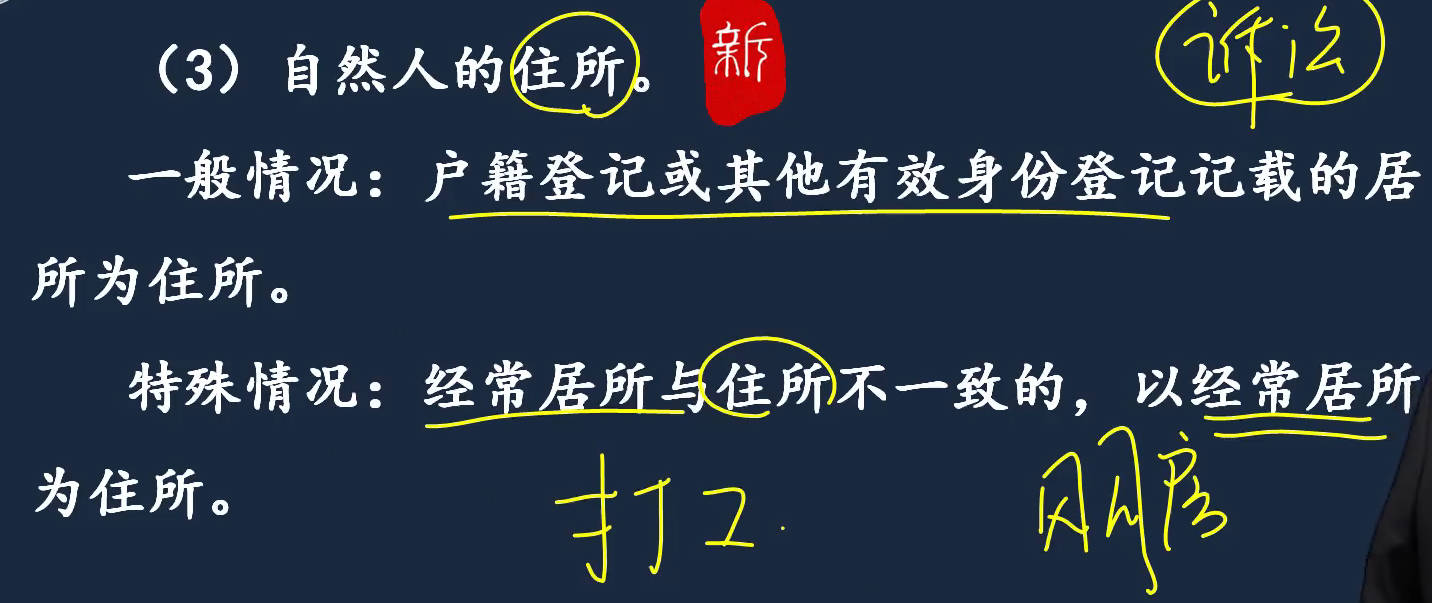 （3）自然人的住所。 新 诉讼
一般情况：户籍登记或其他有效身份登记记载的居
所为住所。
特殊情况：经常居所与住所不一致的，以经常居所
为住所。 打工